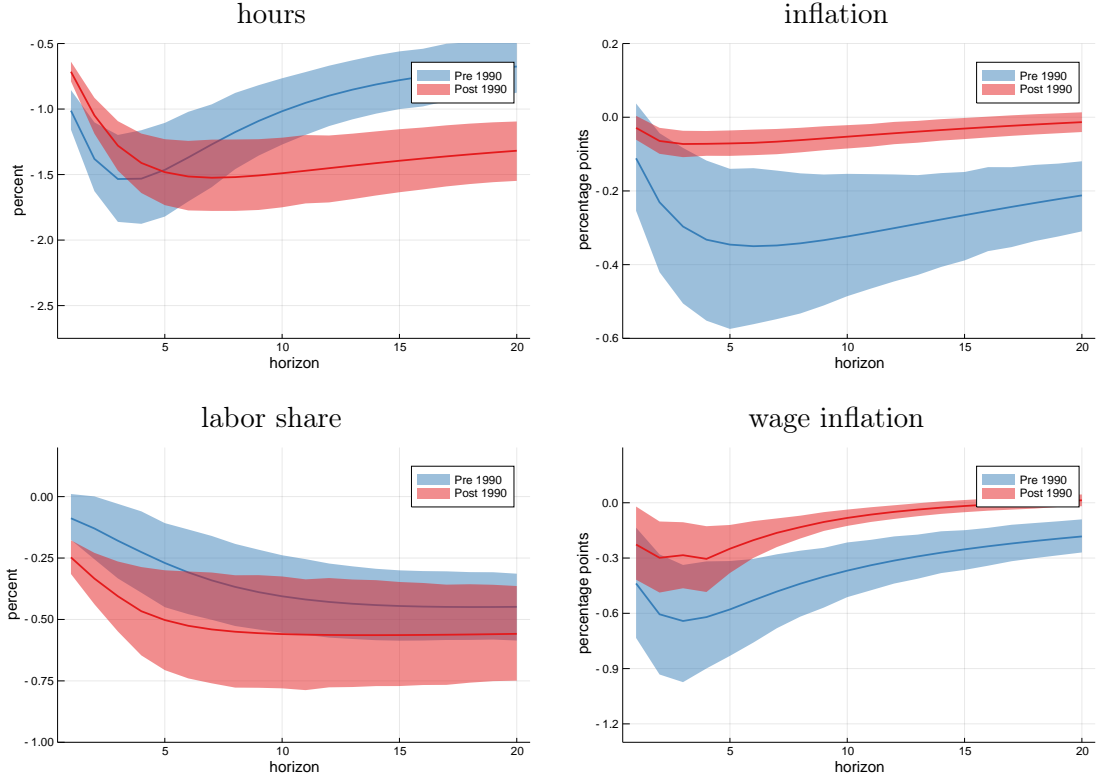 hours
- 0.5
- 1.0
- 1.5
- 2.0
- 2.5
percent
5
10
15
20
horizon
Pre 1990
Post 1990
inflation
0.2
0.0
- 0.2
- 0.4
- 0.6
percentage points
5
10
15
20
horizon
Pre 1990
Post 1990
labor share
0.00
- 0.25
- 0.50
- 0.75
- 1.00
percent
5
10
15
20
horizon
Pre 1990
Post 1990
wage inflation
0.0
- 0.3
- 0.6
- 0.9
- 1.2
percentage points
5
10
15
20
horizon
Pre 1990
Post 1990